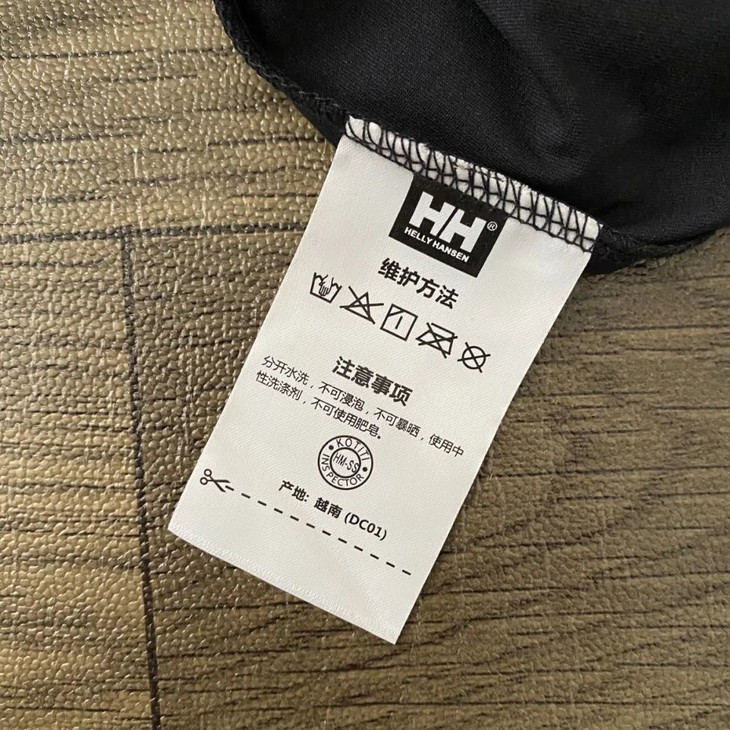 HH®
HELLY HANSEN
维护方法
注意事项
分开水洗，不可浸泡，不可暴晒，使用中
性洗涤剂，不可使用肥皂。
KOTITI
HM-SS
INSPECTOR
产地: 越南 (DC01)